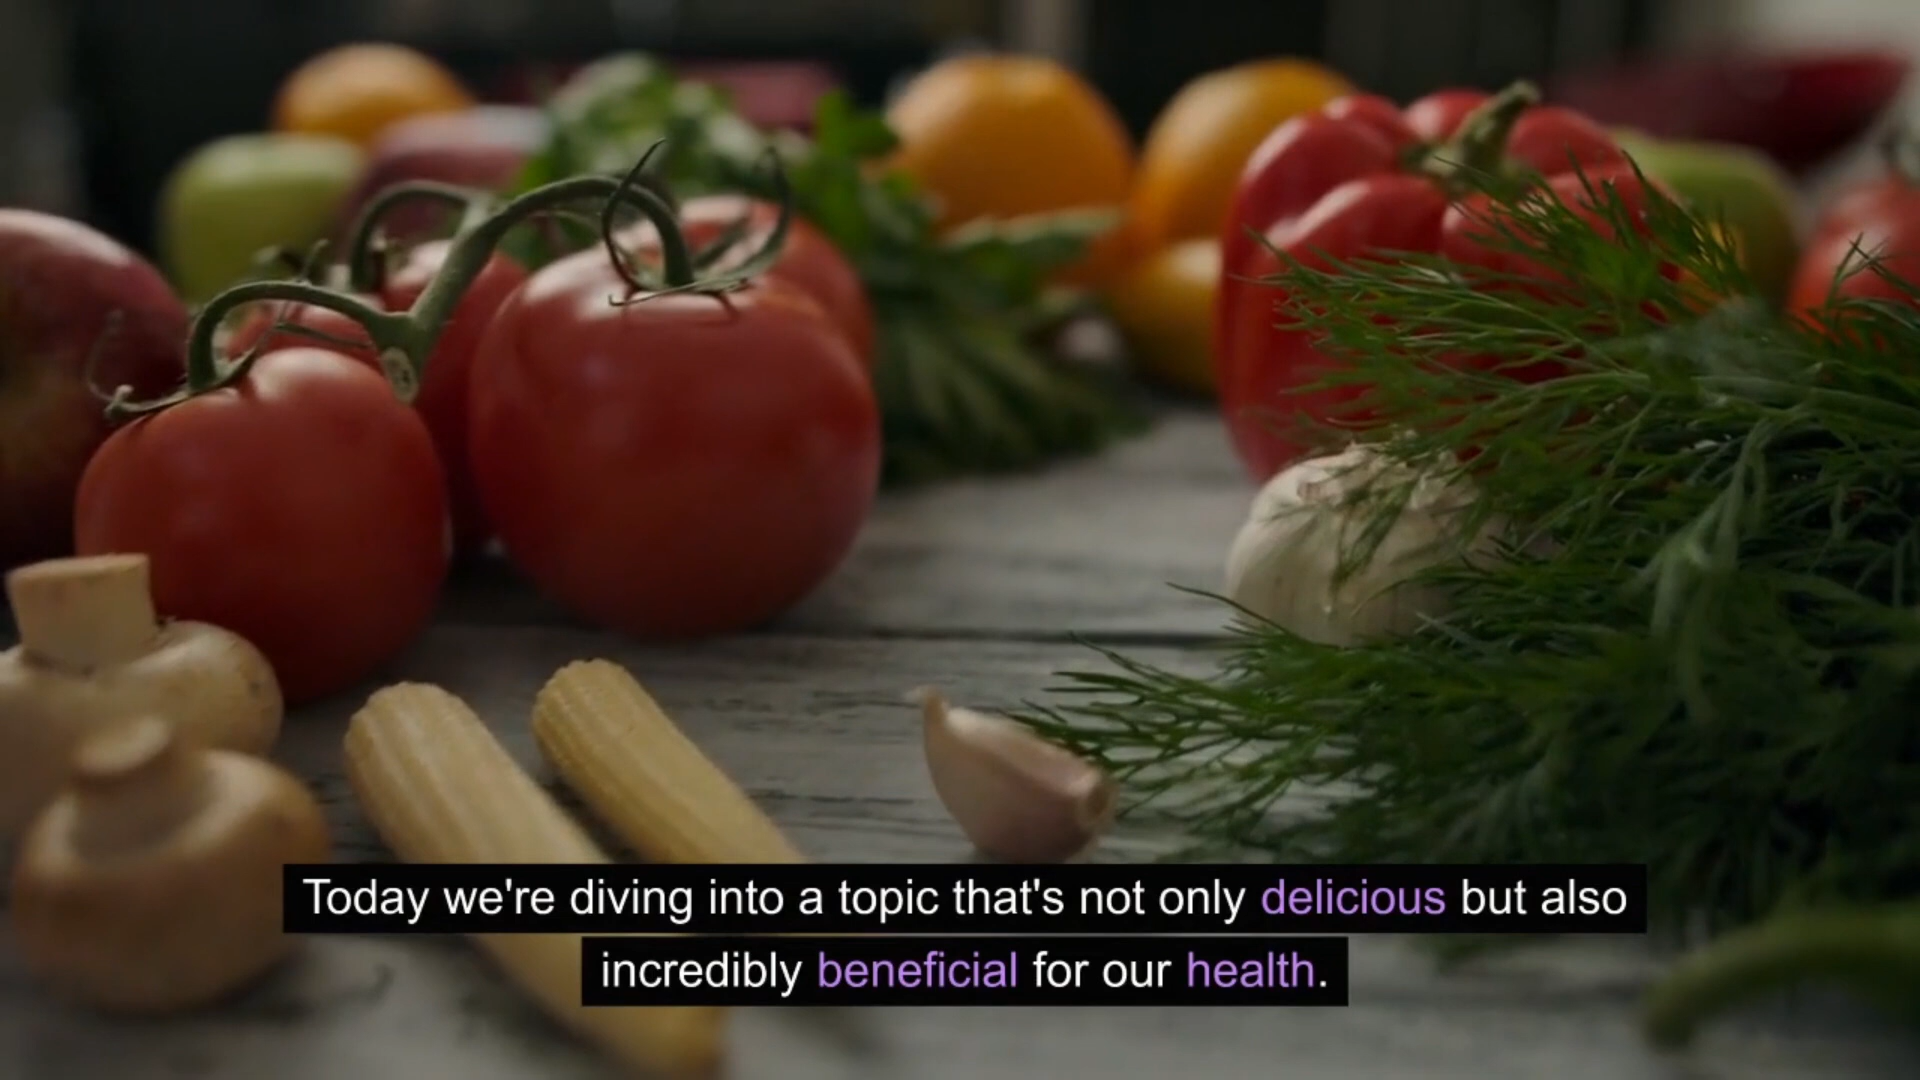 Today we're diving into a topic that's not only delicious but also
incredibly beneficial for our health.